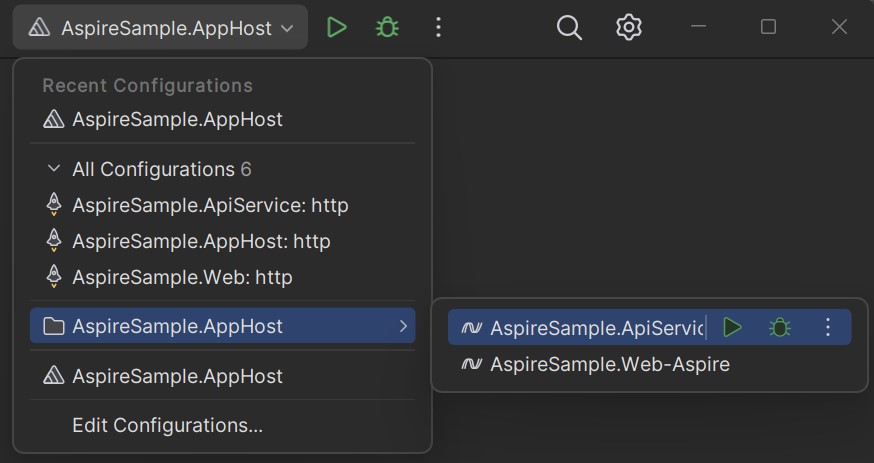 AspireSample.AppHost
Recent Configurations
AspireSample.AppHost
All Configurations 6
AspireSample.ApiService: http
AspireSample.AppHost: http
AspireSample.Web: http
AspireSample.AppHost
AspireSample.ApiServic
AspireSample.Web-Aspire
AspireSample.AppHost
Edit Configurations...